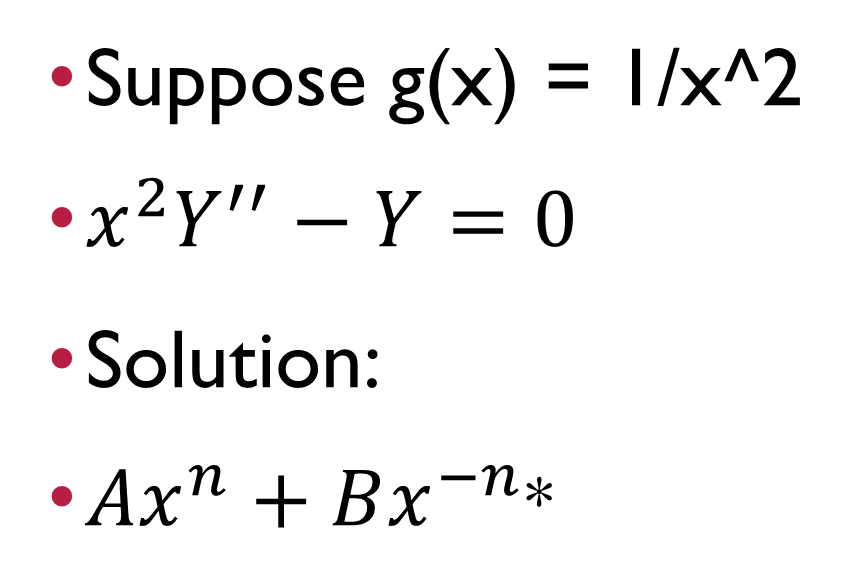 • Suppose g(x) = 1/x^2
• x²Y′′ − Y = 0
• Solution:
• Axⁿ + Bx⁻ⁿ*